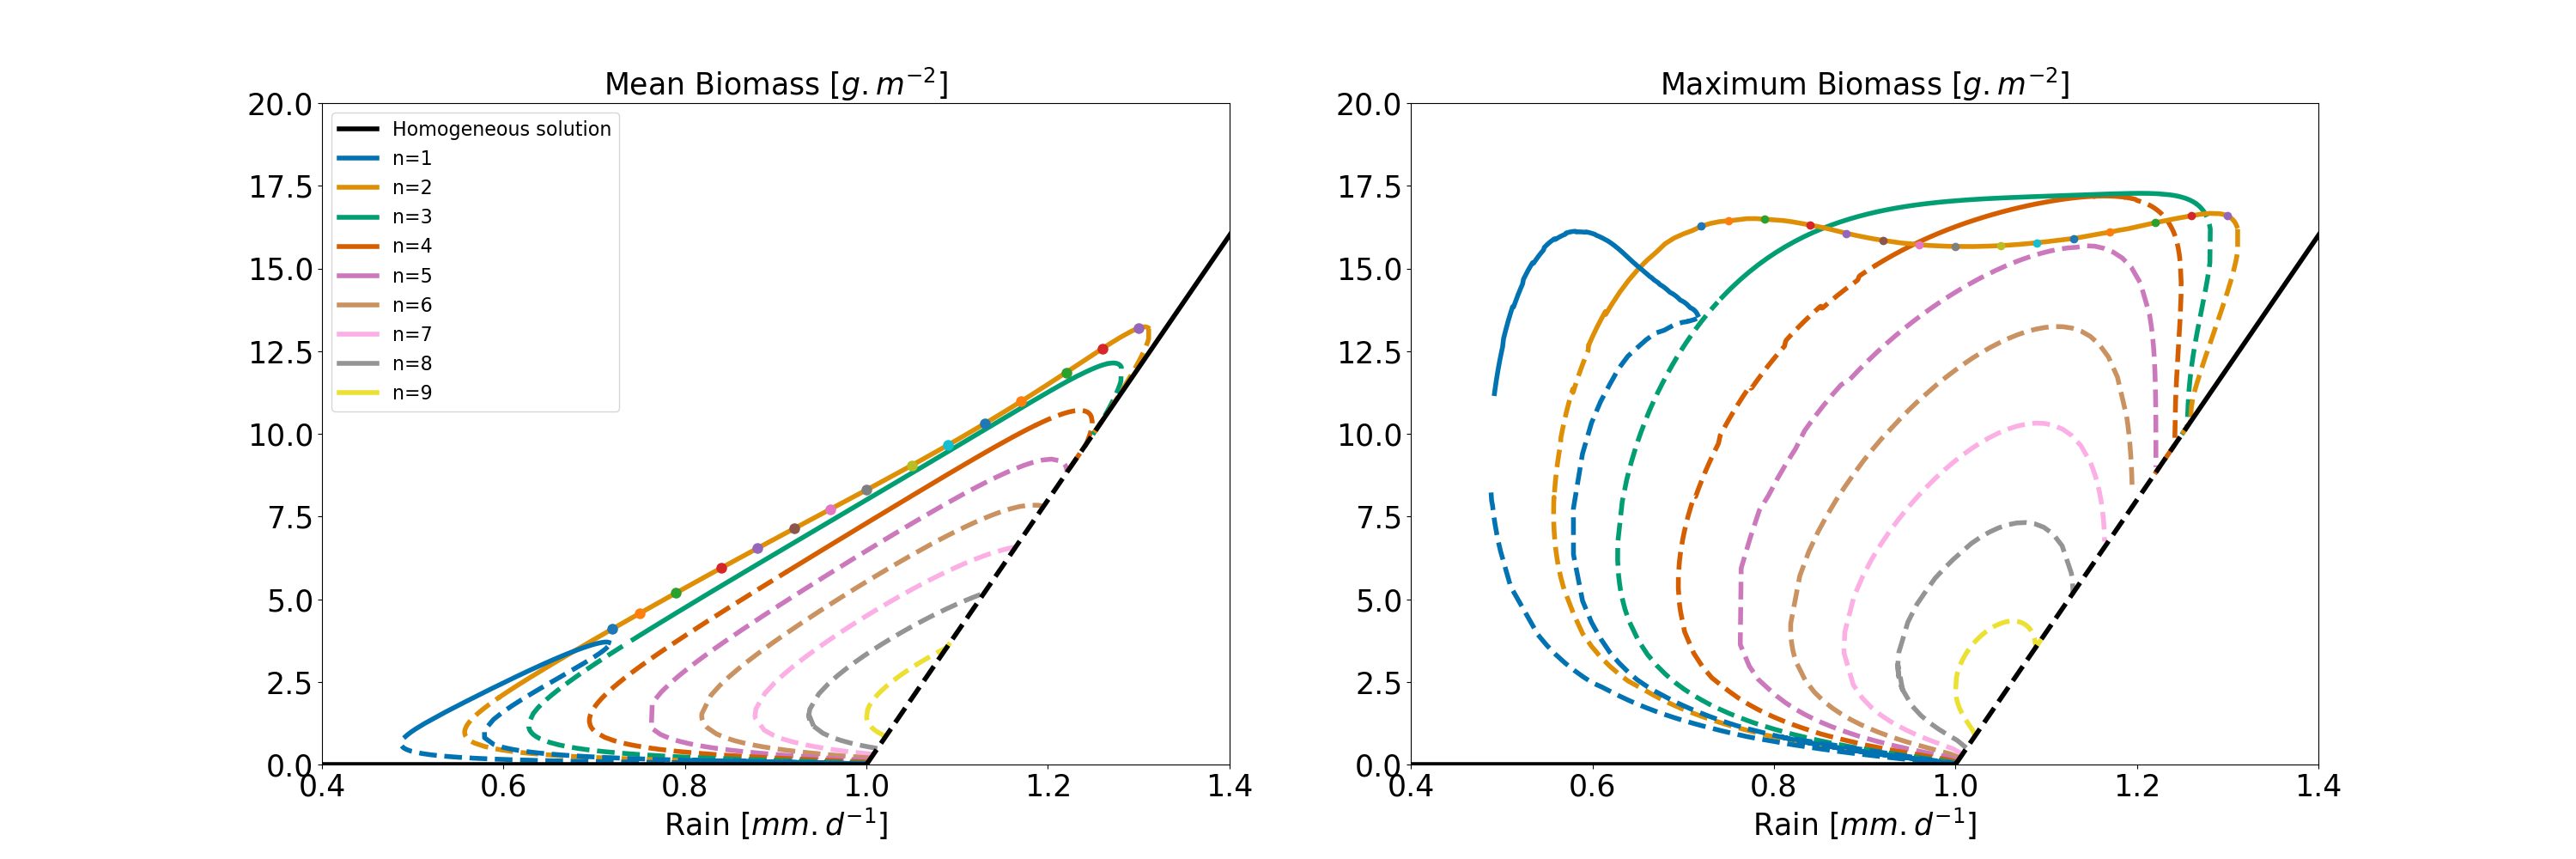 Mean Biomass [g.m⁻²]
20.0
17.5
15.0
12.5
10.0
7.5
5.0
2.5
0.0
Homogeneous solution
n=1
n=2
n=3
n=4
n=5
n=6
n=7
n=8
n=9
0.4 0.6 0.8 1.0 1.2 1.4
Rain [mm.d⁻¹]
Maximum Biomass [g.m⁻²]
20.0
17.5
15.0
12.5
10.0
7.5
5.0
2.5
0.0
0.4 0.6 0.8 1.0 1.2 1.4
Rain [mm.d⁻¹]